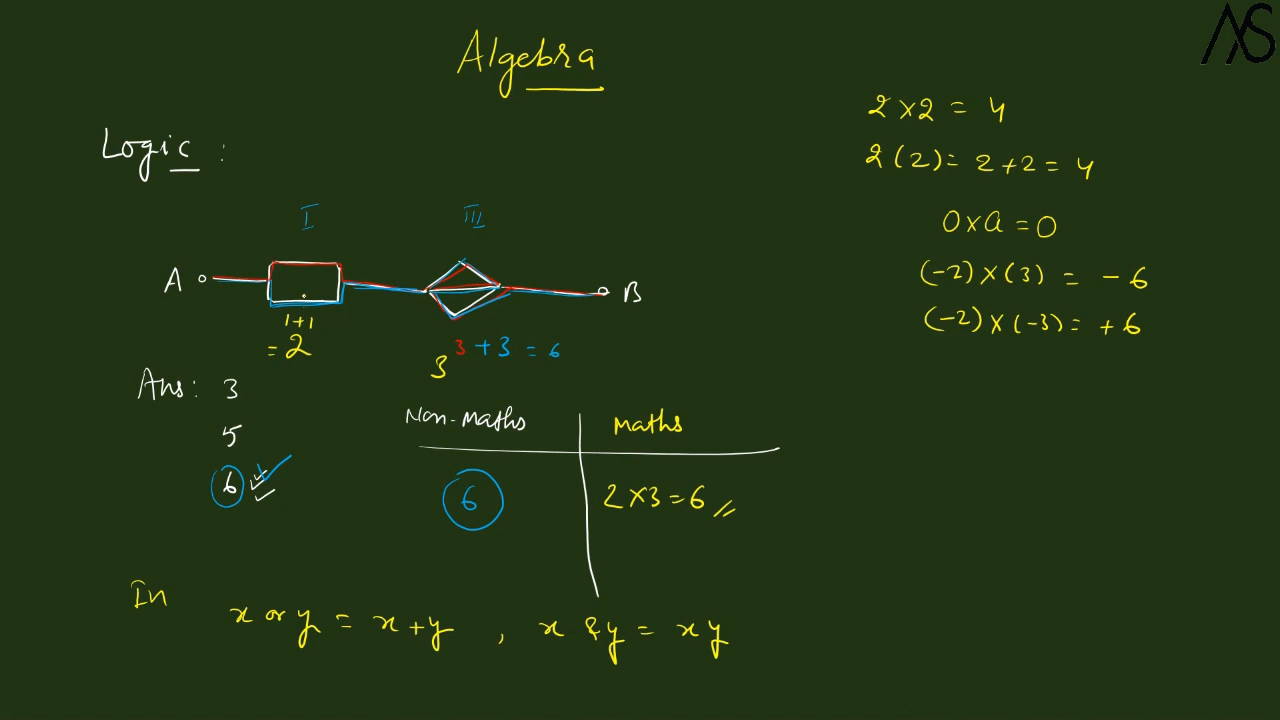 Algebra
NS
Logic :
2 × 2 = 4
2 ( 2 ) = 2 + 2 = 4
0 × a = 0
(-2) × (3) = - 6
(-2) × (-3) = + 6
I III
A B
1+1
= 2
3 3 + 3 = 6
Ans : 3
5
6
Non-Maths Maths
6 2 × 3 = 6
In x or y = x + y , x & y = x y